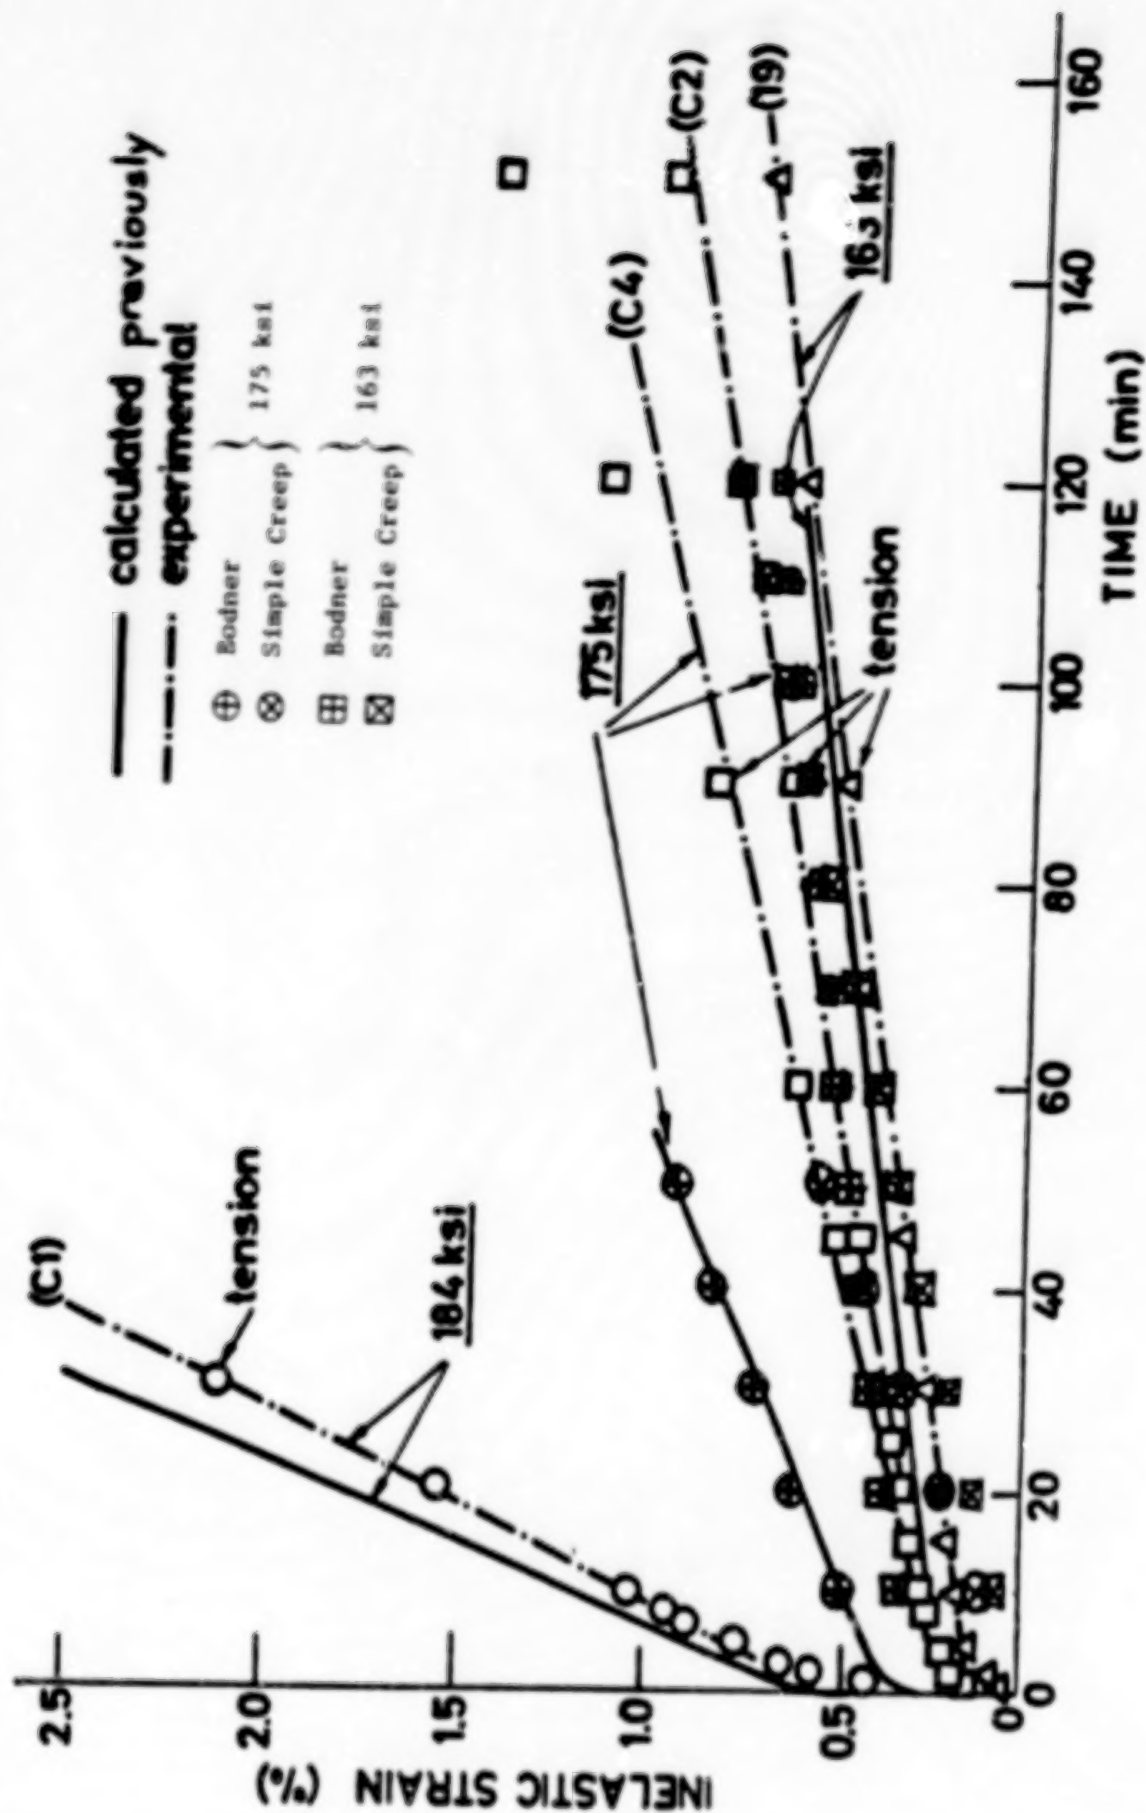 calculated previously
experimental
Bodner
Simple Creep
175 ksi
Bodner
Simple Creep
163 ksi
(C1)
tension
184 ksi
175 ksi
(C4)
(C2)
(19)
163 ksi
tension
INELASTIC STRAIN (%)
2.5
2.0
1.5
1.0
0.5
0
0
20
40
60
80
100
120
140
160
TIME (min)